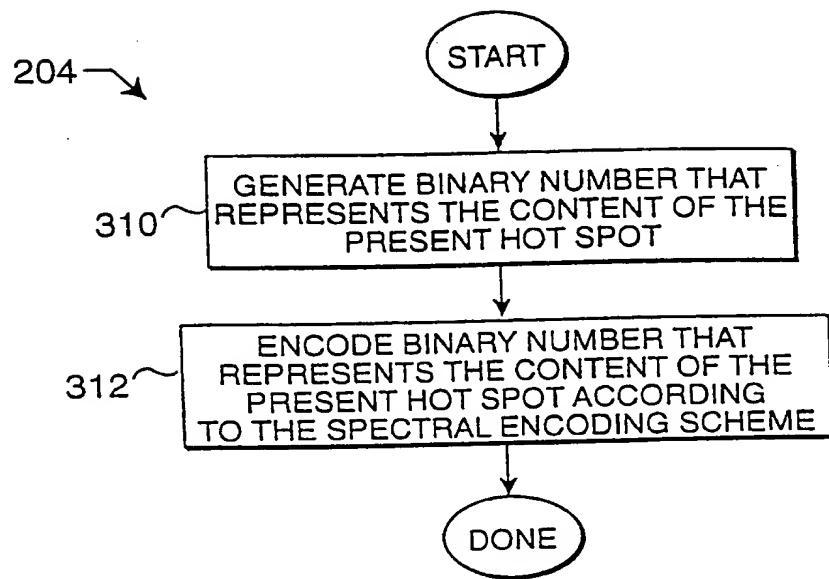 START
204
GENERATE BINARY NUMBER THAT
REPRESENTS THE CONTENT OF THE
PRESENT HOT SPOT
310
ENCODE BINARY NUMBER THAT
REPRESENTS THE CONTENT OF THE
PRESENT HOT SPOT ACCORDING
TO THE SPECTRAL ENCODING SCHEME
312
DONE